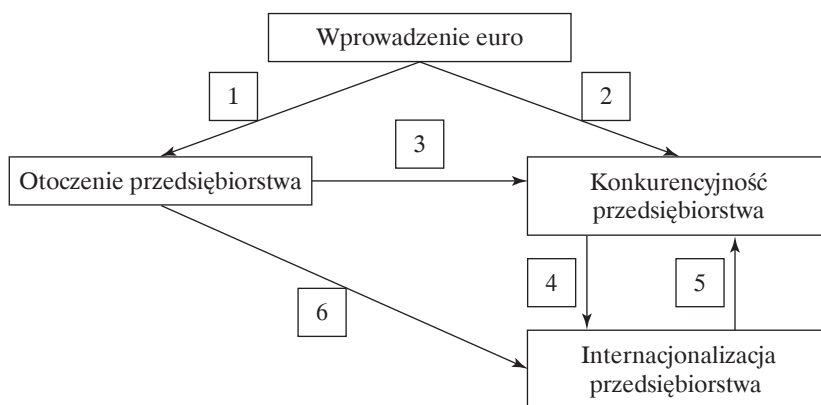 Wprowadzenie euro
1
2
3
Otoczenie przedsiębiorstwa
Konkurencyjność
przedsiębiorstwa
4
5
6
Internacjonalizacja
przedsiębiorstwa